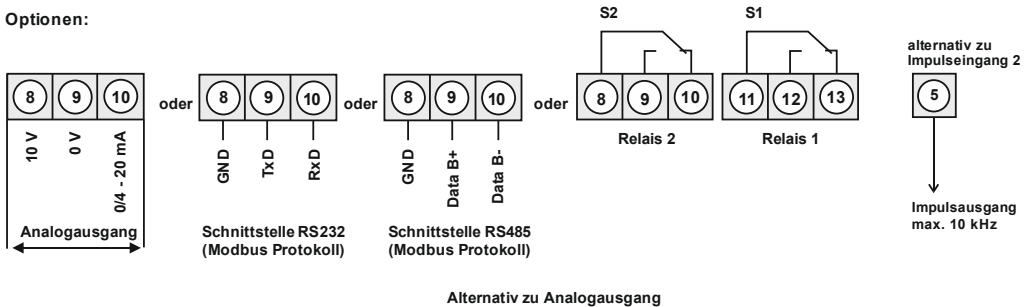 Optionen:
S2
S1
alternativ zu
Impulseingang 2
8 9 10 oder 8 9 10 oder 8 9 10 oder 8 9 10 11 12 13 5
10 V
0 V
0/4 - 20 mA
GND
TxD
RxD
GND
Data B+
Data B-
Relais 2
Relais 1
Analogausgang
Schnittstelle RS232
(Modbus Protokoll)
Schnittstelle RS485
(Modbus Protokoll)
Impulsausgang
max. 10 kHz
Alternativ zu Analogausgang